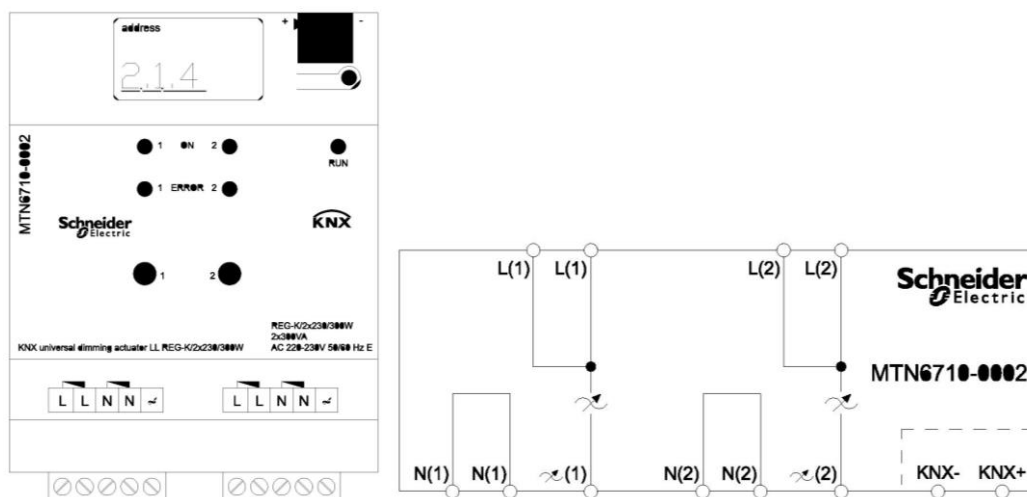 address
+ -
2.1.4
MTN6710-0002
1 ON 2
RUN
1 ERROR 2
Schneider
Electric
KNX
1 2
REG-K/2x230/300W
2x300VA
KNX universal dimming actuator LL REG-K/2x230/300W AC 220-230V 50/60 Hz E
L L N N L L N N
L(1) L(1) L(2) L(2)
Schneider
Electric
MTN6710-0002
N(1) N(1) (1) N(2) N(2) (2) KNX- KNX+